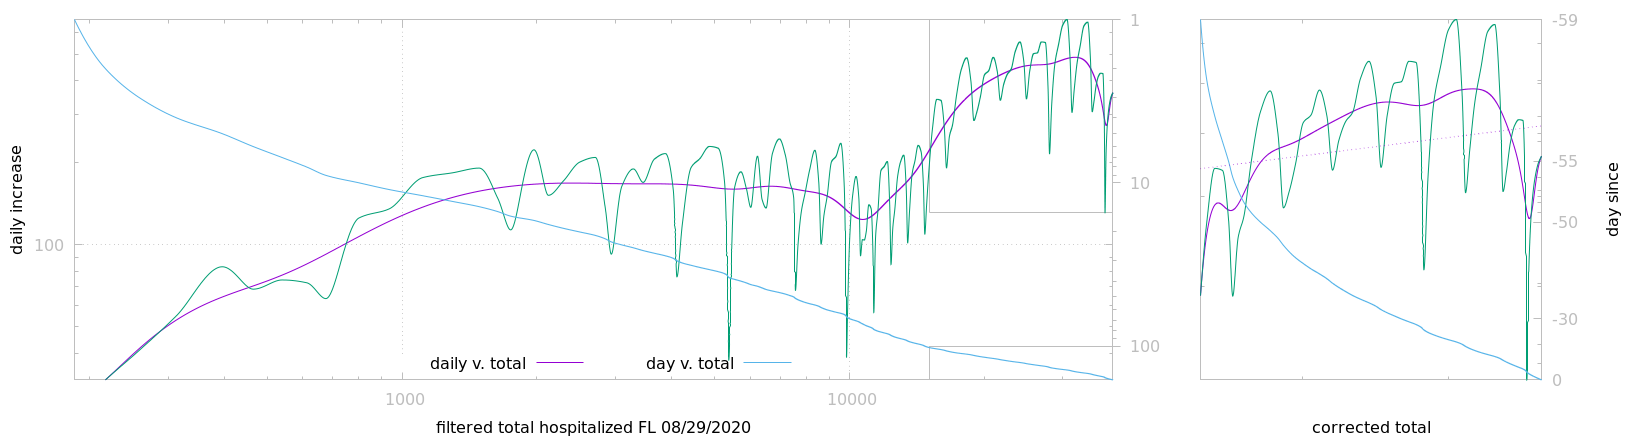 1
-59
daily increase
10
-55
day since
100
-50
-30
100
daily v. total
day v. total
0
1000
10000
filtered total hospitalized FL 08/29/2020
corrected total